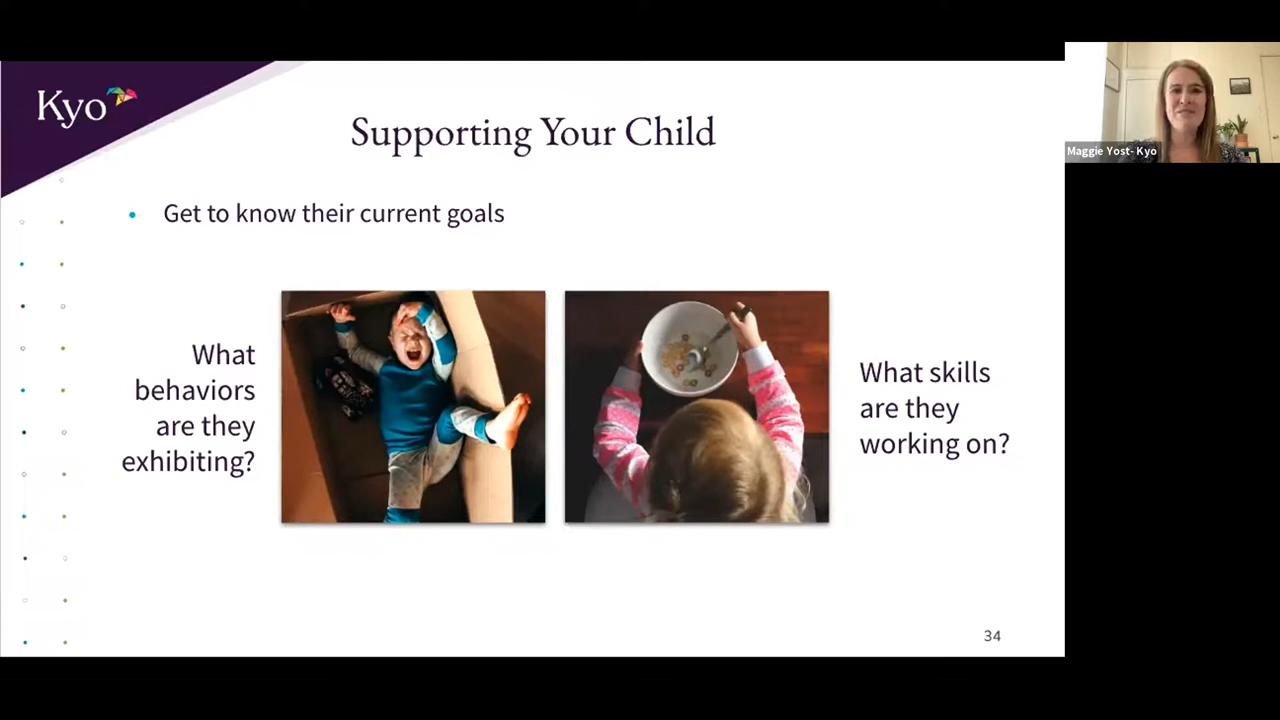 Kyo
Supporting Your Child
Maggie Yost- Kyo
• Get to know their current goals
What
behaviors
are they
exhibiting?
What skills
are they
working on?
34